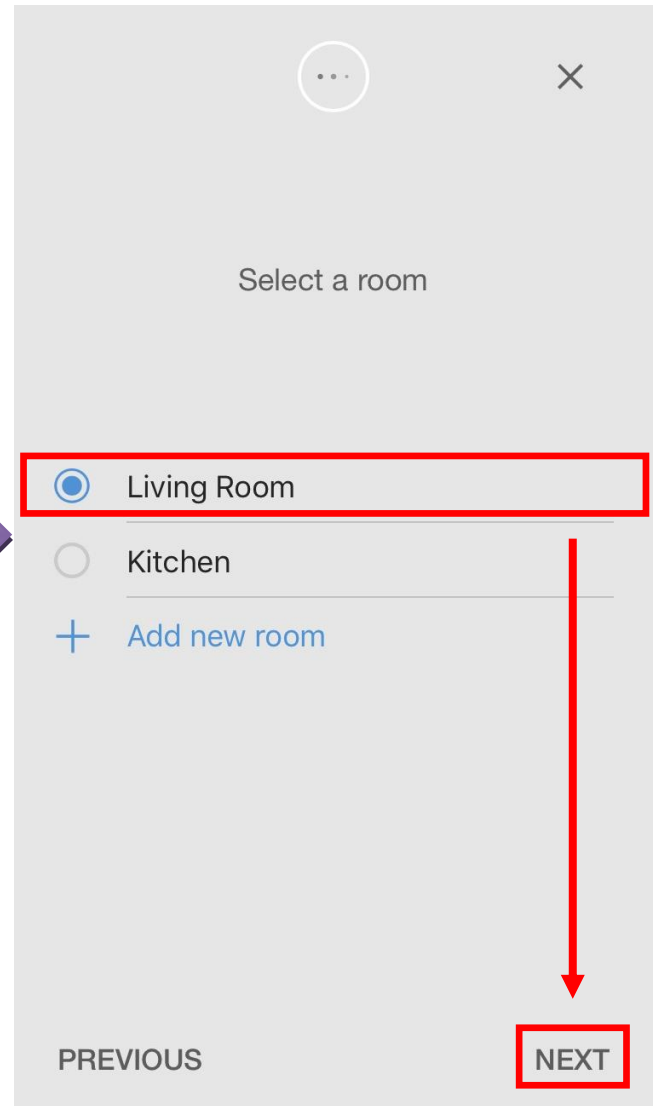 Select a room
Living Room
Kitchen
Add new room
PREVIOUS
NEXT